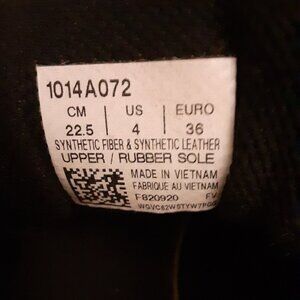 1014A072
CM US EURO
22.5 4 36
SYNTHETIC FIBER & SYNTHETIC LEATHER
UPPER / RUBBER SOLE
MADE IN VIETNAM
FABRIQUE AU VIETNAM
F820920 FV